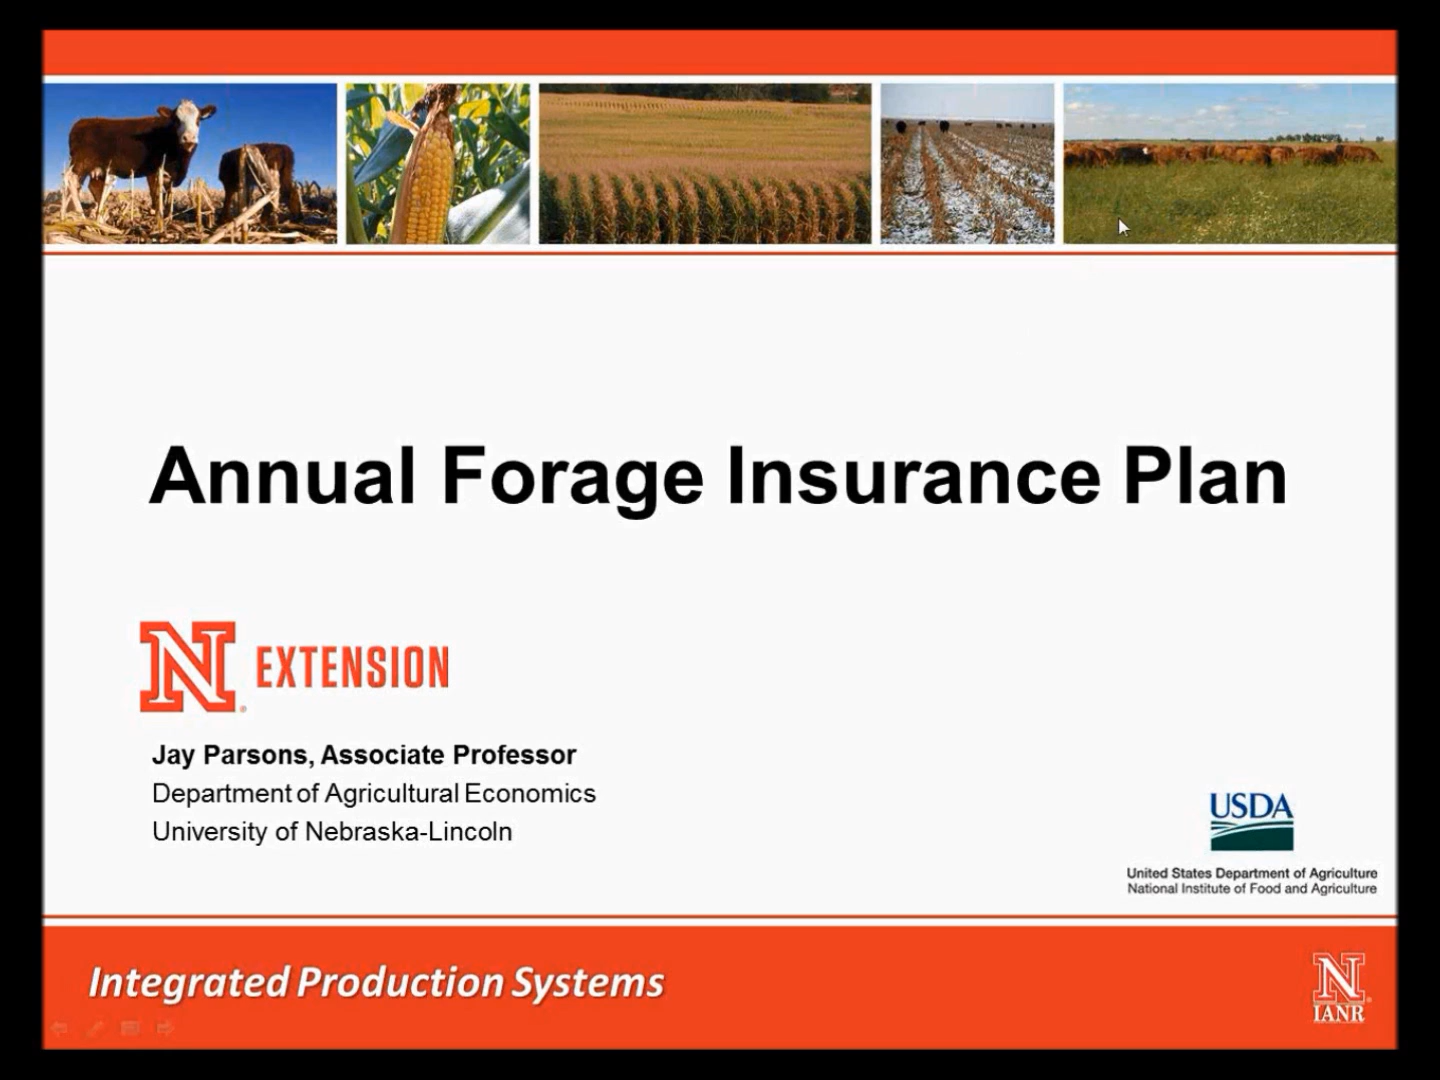 Annual Forage Insurance Plan
N EXTENSION
Jay Parsons, Associate Professor
Department of Agricultural Economics
University of Nebraska-Lincoln
USDA
United States Department of Agriculture
National Institute of Food and Agriculture
Integrated Production Systems
N
IANR